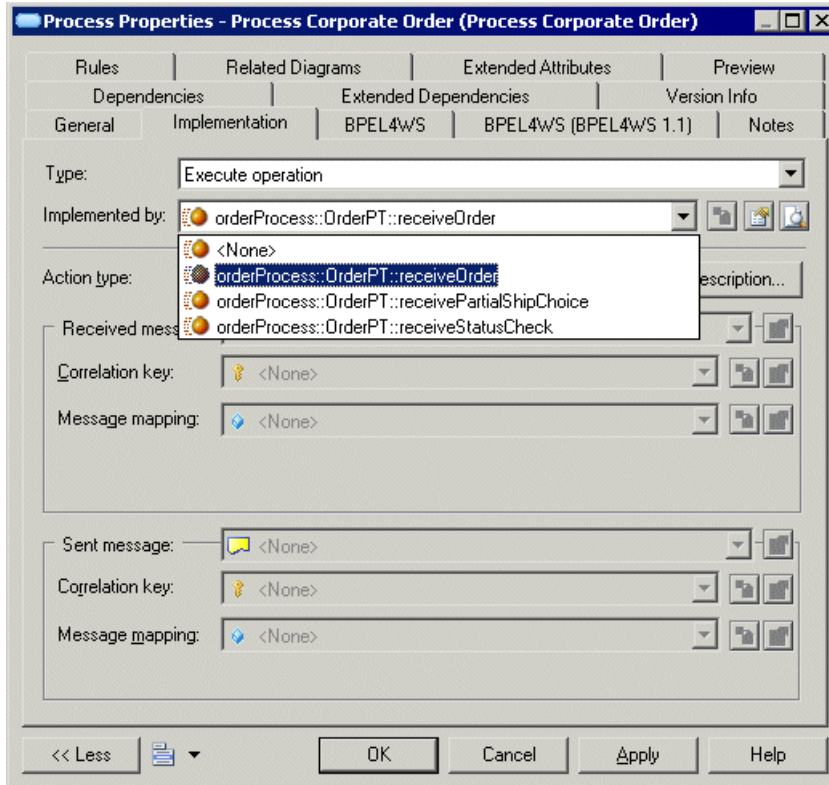 Process Properties - Process Corporate Order (Process Corporate Order)
Rules Related Diagrams Extended Attributes Preview
Dependencies Extended Dependencies Version Info
General Implementation BPEL4WS BPEL4WS (BPEL4WS 1.1) Notes
Type: Execute operation
Implemented by: orderProcess::OrderPT::receiveOrder
<None>
Action type: orderProcess::OrderPT::receiveOrder escription...
orderProcess::OrderPT::receivePartialShipChoice
Received mess orderProcess::OrderPT::receiveStatusCheck
Correlation key: <None>
Message mapping: <None>
Sent message: <None>
Correlation key: <None>
Message mapping: <None>
<< Less OK Cancel Apply Help